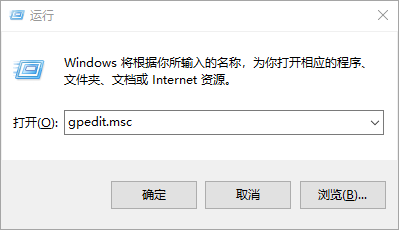 运行
Windows 将根据你所输入的名称，为你打开相应的程序、
文件夹、文档或 Internet 资源。
打开(O):
gpedit.msc
确定
取消
浏览(B)...